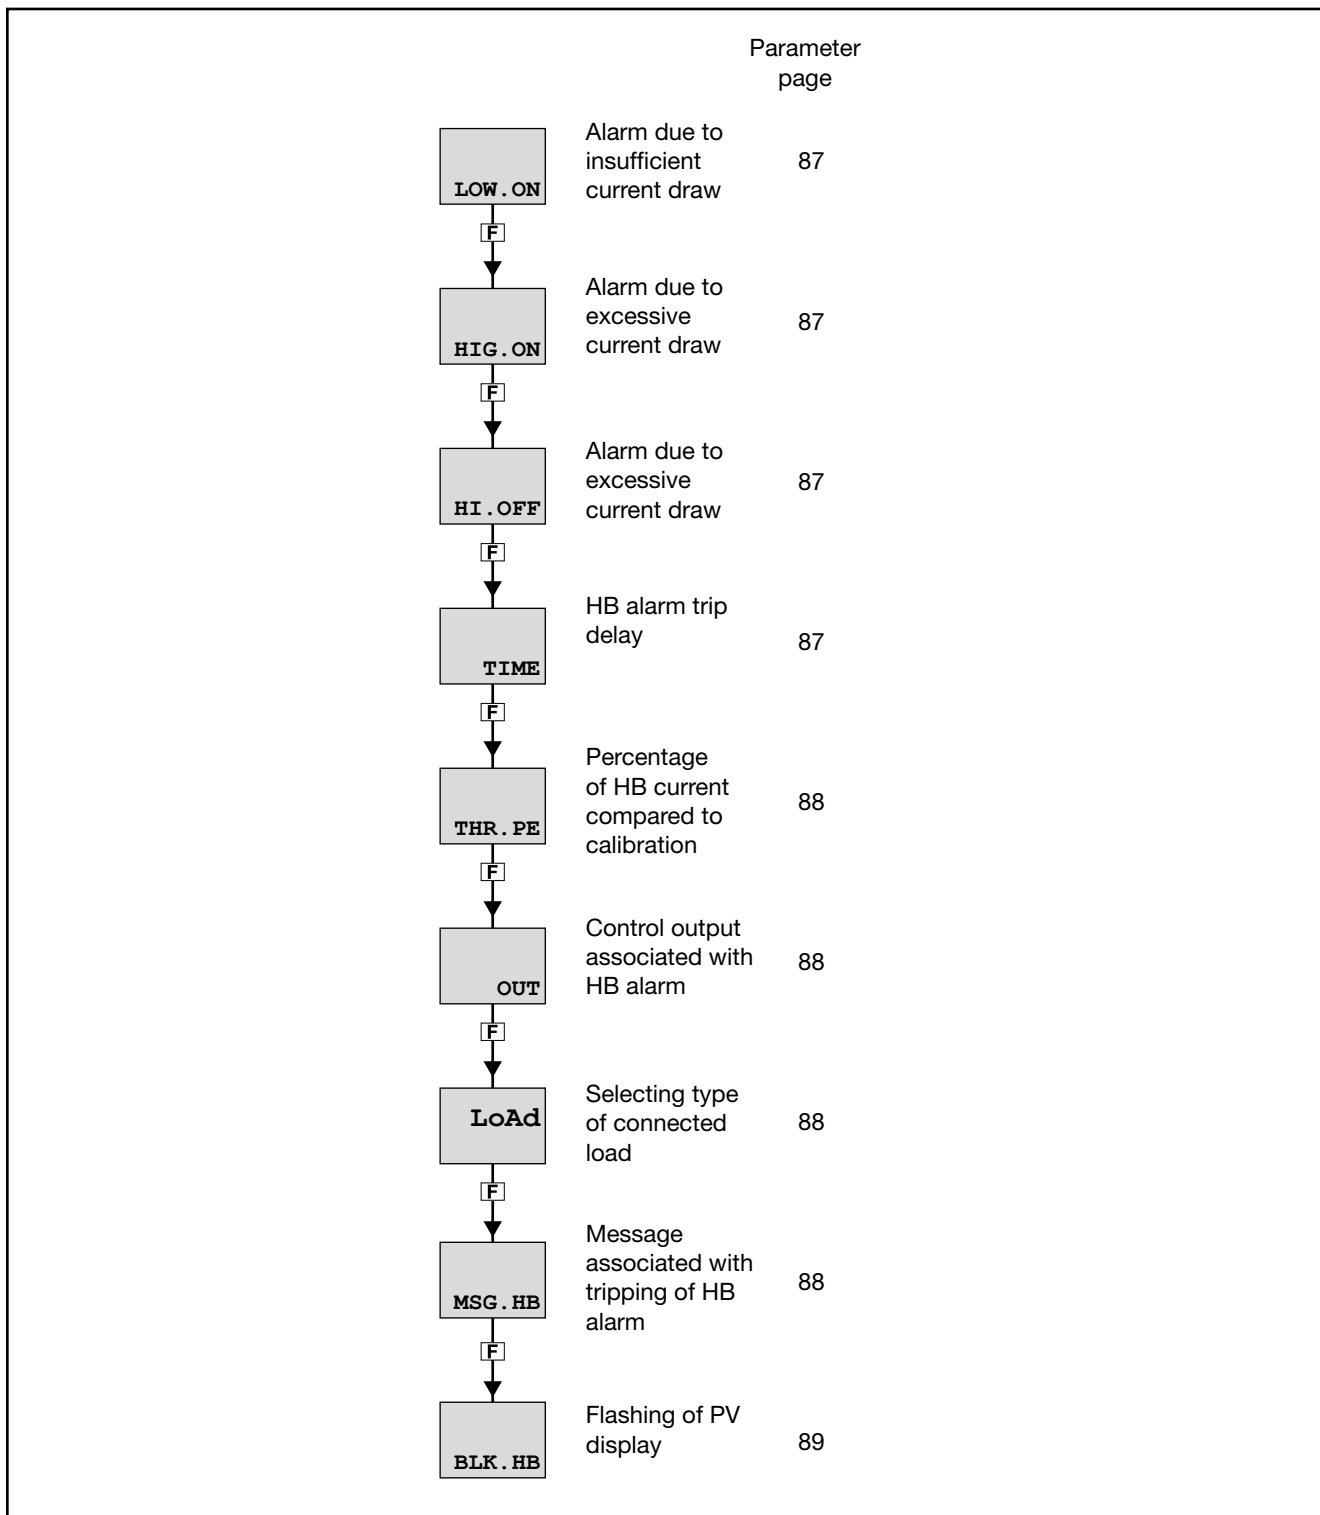 Parameter
page
Alarm due to
insufficient
current draw
87
LOW.ON
F
Alarm due to
excessive
current draw
87
HIG.ON
F
Alarm due to
excessive
current draw
87
HI.OFF
F
HB alarm trip
delay
87
TIME
F
Percentage
of HB current
compared to
calibration
88
THR.PE
F
Control output
associated with
HB alarm
88
OUT
F
Selecting type
of connected
load
88
LoAd
F
Message
associated with
tripping of HB
alarm
88
MSG.HB
F
Flashing of PV
display
89
BLK.HB